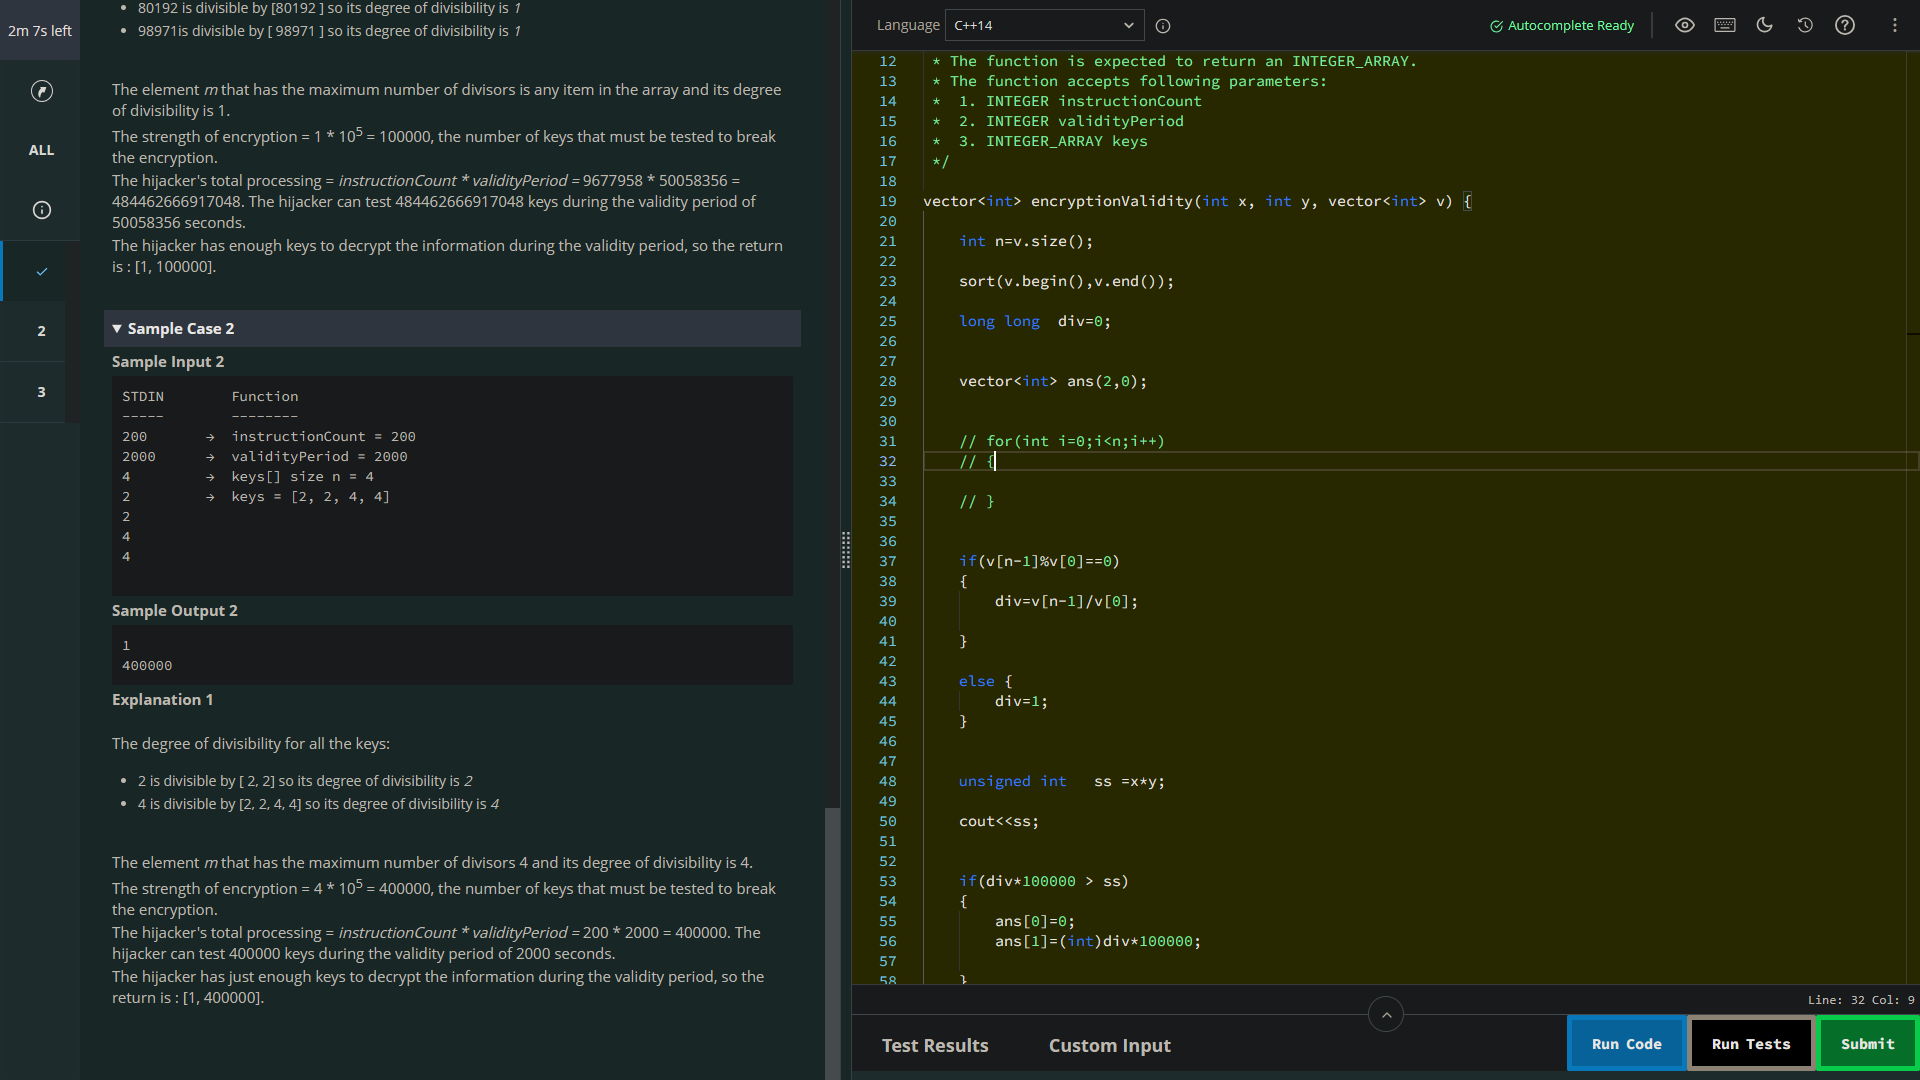 2m 7s left
ALL
2
3
80192 is divisible by [80192 ] so its degree of divisibility is 1
98971is divisible by [ 98971 ] so its degree of divisibility is 1
The element m that has the maximum number of divisors is any item in the array and its degree
of divisibility is 1.
The strength of encryption = 1 * 10⁵ = 100000, the number of keys that must be tested to break
the encryption.
The hijacker's total processing = instructionCount * validityPeriod = 9677958 * 50058356 =
484462666917048. The hijacker can test 484462666917048 keys during the validity period of
50058356 seconds.
The hijacker has enough keys to decrypt the information during the validity period, so the return
is : [1, 100000].
▼ Sample Case 2
Sample Input 2
STDIN Function
----- --------
200 → instructionCount = 200
2000 → validityPeriod = 2000
4 → keys[] size n = 4
2 → keys = [2, 2, 4, 4]
2
4
4
Sample Output 2
1
400000
Explanation 1
The degree of divisibility for all the keys:
2 is divisible by [ 2, 2] so its degree of divisibility is 2
4 is divisible by [2, 2, 4, 4] so its degree of divisibility is 4
The element m that has the maximum number of divisors 4 and its degree of divisibility is 4.
The strength of encryption = 4 * 10⁵ = 400000, the number of keys that must be tested to break
the encryption.
The hijacker's total processing = instructionCount * validityPeriod = 200 * 2000 = 400000. The
hijacker can test 400000 keys during the validity period of 2000 seconds.
The hijacker has just enough keys to decrypt the information during the validity period, so the
return is : [1, 400000].
Language C++14
Autocomplete Ready
12 * The function is expected to return an INTEGER_ARRAY.
13 * The function accepts following parameters:
14 * 1. INTEGER instructionCount
15 * 2. INTEGER validityPeriod
16 * 3. INTEGER_ARRAY keys
17 */
18
19 vector<int> encryptionValidity(int x, int y, vector<int> v) {
20
21 int n=v.size();
22
23 sort(v.begin(),v.end());
24
25 long long div=0;
26
27
28 vector<int> ans(2,0);
29
30
31 // for(int i=0;i<n;i++)
32 // {
33
34 // }
35
36
37 if(v[n-1]%v[0]==0)
38 {
39 div=v[n-1]/v[0];
40
41 }
42
43 else {
44 div=1;
45 }
46
47
48 unsigned int ss =x*y;
49
50 cout<<ss;
51
52
53 if(div*100000 > ss)
54 {
55 ans[0]=0;
56 ans[1]=(int)div*100000;
57
58 }
Line: 32 Col: 9
Test Results
Custom Input
Run Code
Run Tests
Submit